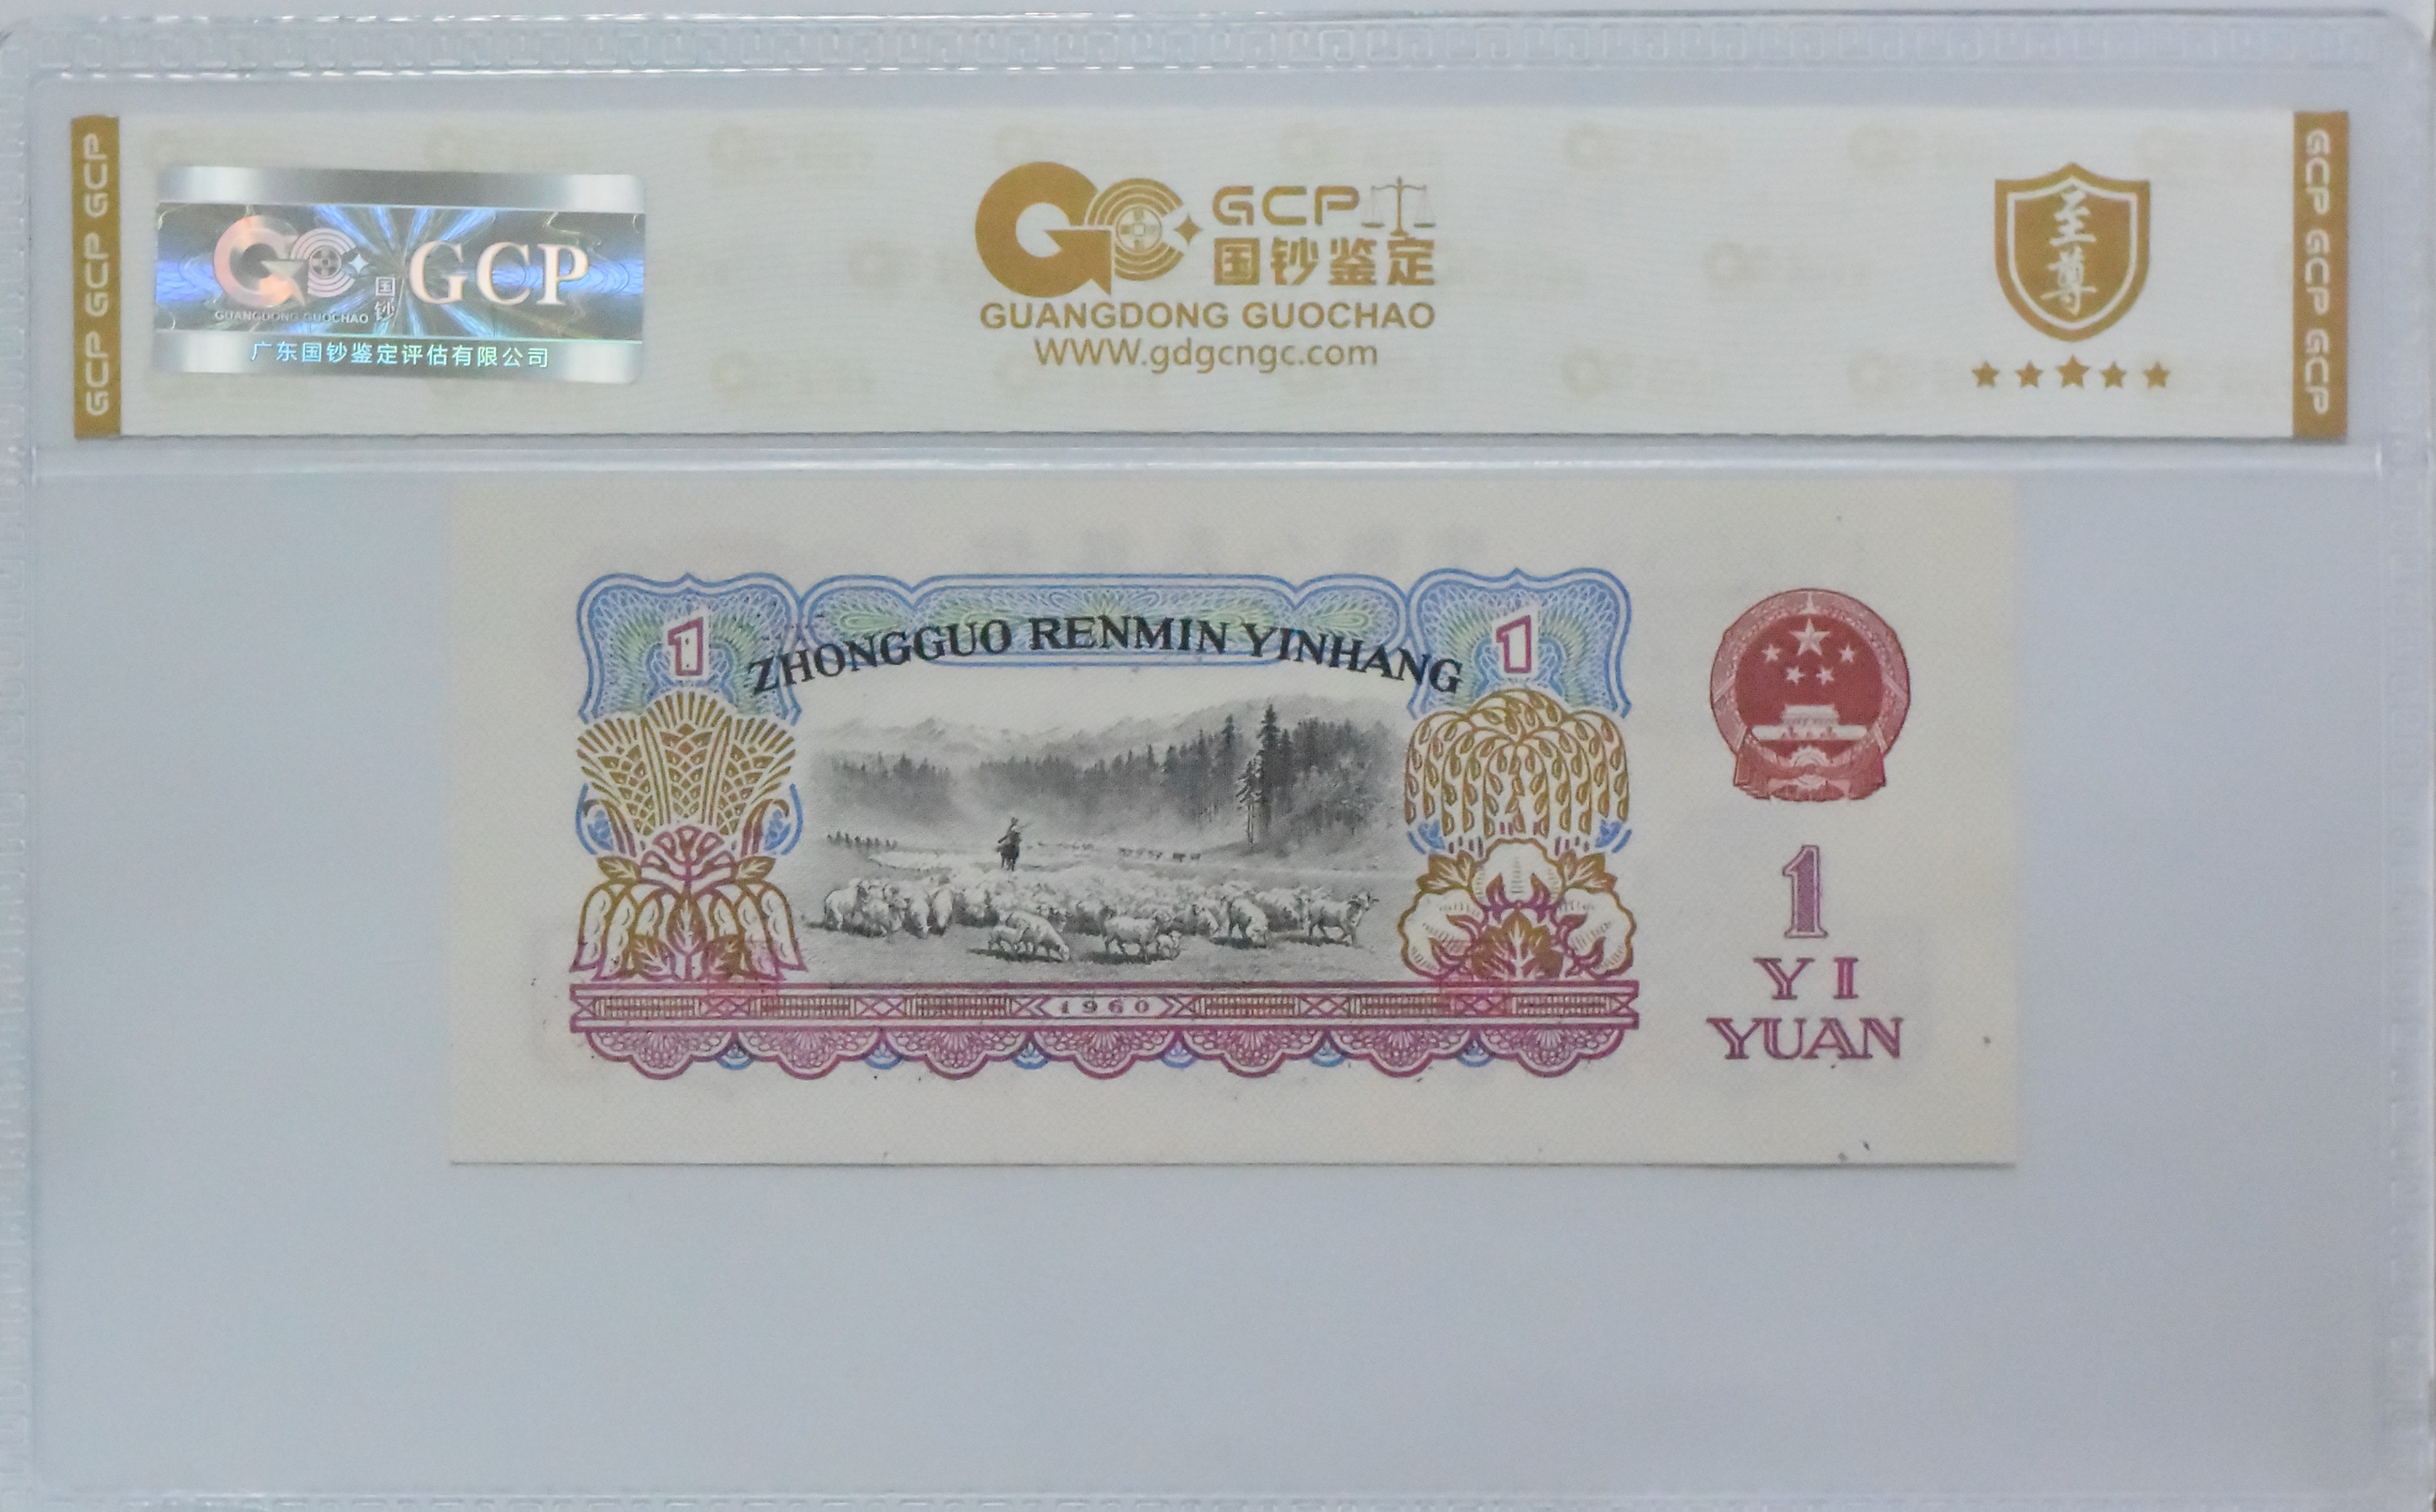 GCP GCP GCP
GUANGDONG GUOCHAO
国钞
GCP
广东国钞鉴定评估有限公司
GCP
国钞鉴定
GUANGDONG GUOCHAO
WWW.gdgcngc.com
至尊
GCP GCP GCP
1
ZHONGGUO RENMIN YINHANG
1
1960
1
YI
YUAN